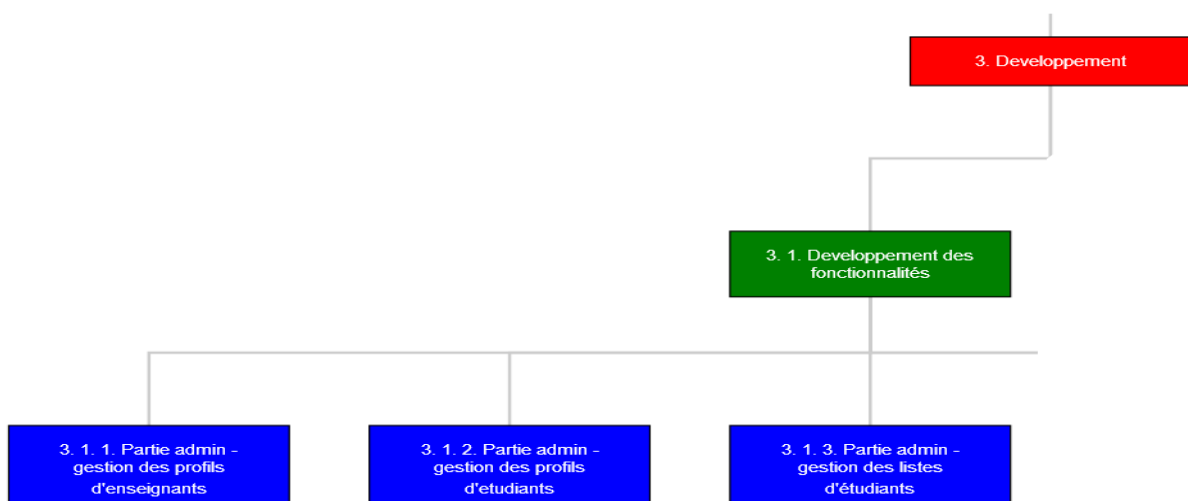 3. Developpement
3. 1. Developpement des
fonctionnalités
3. 1. 1. Partie admin -
gestion des profils
d'enseignants
3. 1. 2. Partie admin -
gestion des profils
d'etudiants
3. 1. 3. Partie admin -
gestion des listes
d'étudiants